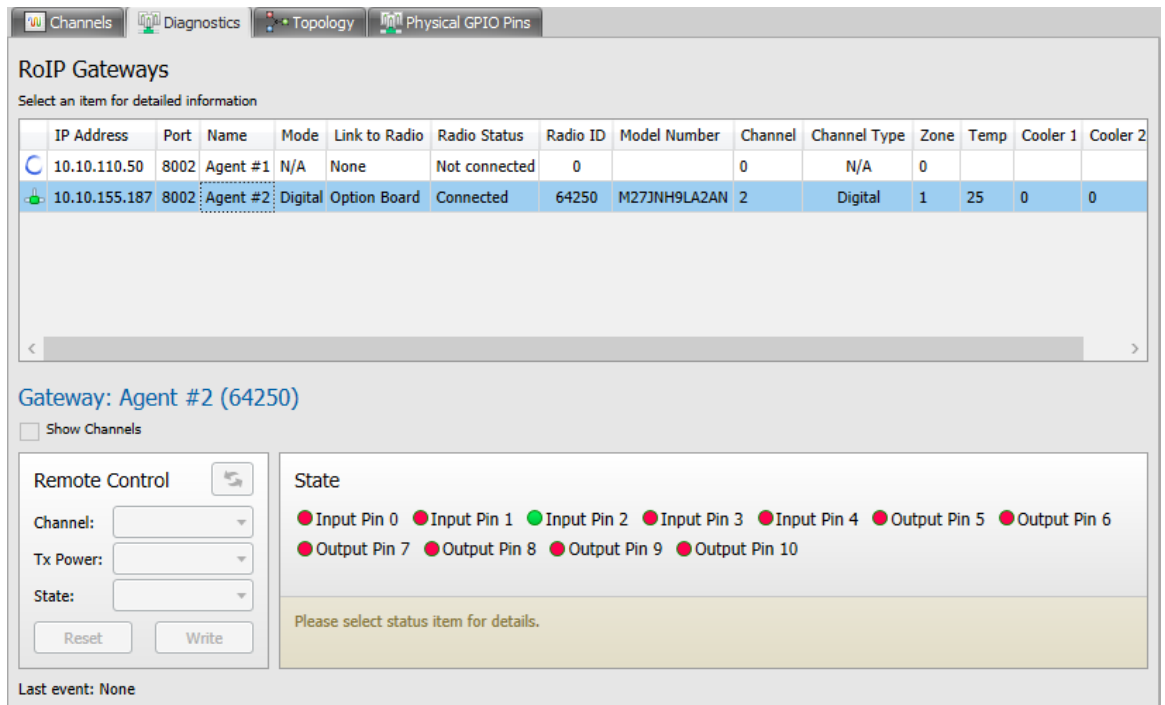 Channels Diagnostics Topology Physical GPIO Pins
RoIP Gateways
Select an item for detailed information
IP Address Port Name Mode Link to Radio Radio Status Radio ID Model Number Channel Channel Type Zone Temp Cooler 1 Cooler 2
10.10.110.50 8002 Agent #1 N/A None Not connected 0 0 N/A 0
10.10.155.187 8002 Agent #2 Digital Option Board Connected 64250 M27JNH9LA2AN 2 Digital 1 25 0 0
Gateway: Agent #2 (64250)
Show Channels
Remote Control
Channel:
Tx Power:
State:
Reset Write
State
Input Pin 0 Input Pin 1 Input Pin 2 Input Pin 3 Input Pin 4 Output Pin 5 Output Pin 6
Output Pin 7 Output Pin 8 Output Pin 9 Output Pin 10
Please select status item for details.
Last event: None